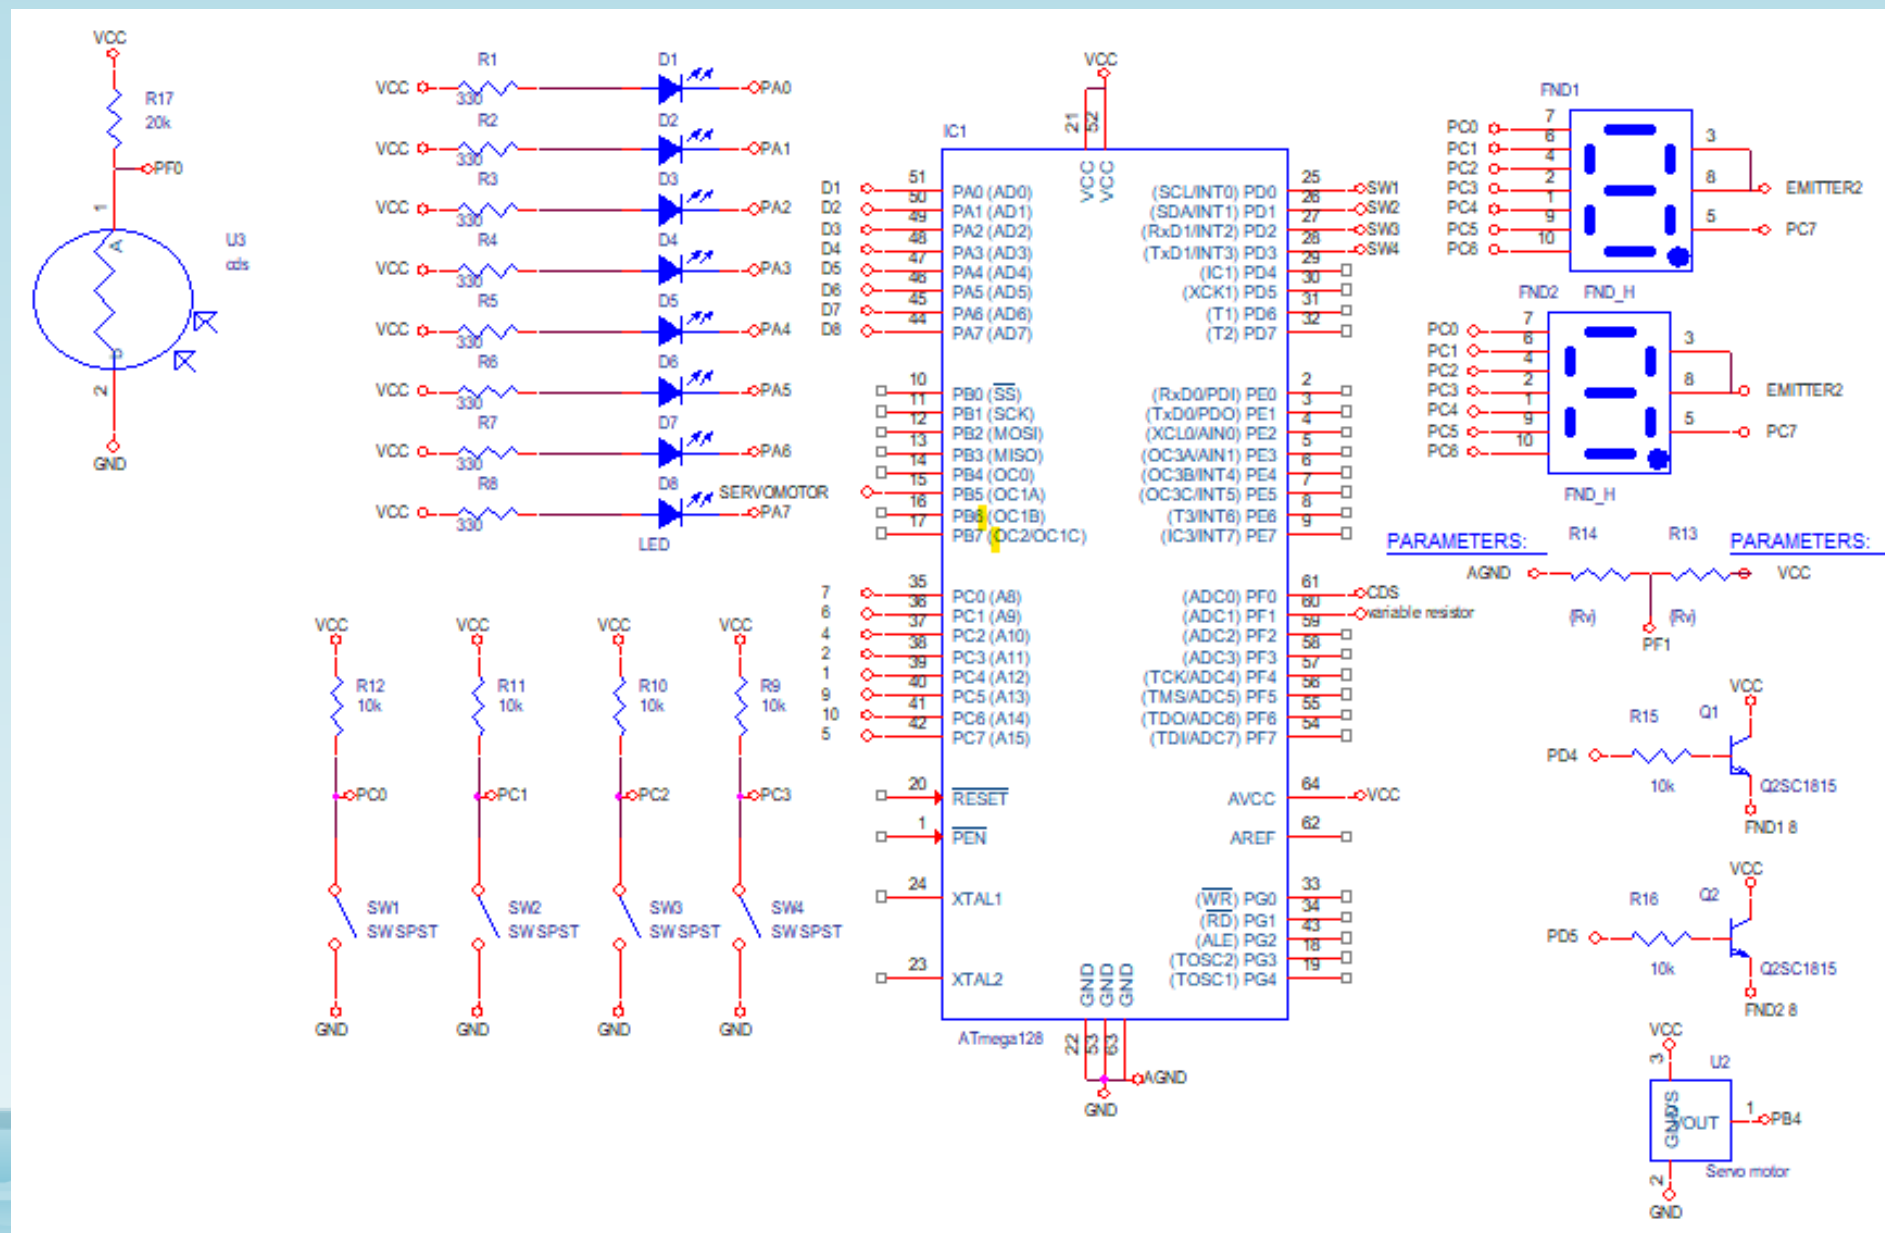 VCC
R17
20k
PF0
1
A
U3
cds
2
GND
R1 D1
VCC 330 PA0
R2 D2
VCC 330 PA1
R3 D3
VCC 330 PA2
R4 D4
VCC 330 PA3
R5 D5
VCC 330 PA4
R6 D6
VCC 330 PA5
R7 D7
VCC 330 PA6
R8 D8
VCC 330 PA7
LED
VCC VCC VCC VCC
R12 R11 R10 R9
10k 10k 10k 10k
PC0 PC1 PC2 PC3
SW1 SW2 SW3 SW4
SW SPST SW SPST SW SPST SW SPST
GND GND GND GND
VCC
21 52
IC1
VCC VCC
D1 51 PA0 (AD0)
D2 50 PA1 (AD1)
D3 49 PA2 (AD2)
D4 48 PA3 (AD3)
D5 47 PA4 (AD4)
D6 46 PA5 (AD5)
D7 45 PA6 (AD6)
D8 44 PA7 (AD7)
10 PB0 (SS)
11 PB1 (SCK)
12 PB2 (MOSI)
13 PB3 (MISO)
14 PB4 (OC0)
SERVOMOTOR 15 PB5 (OC1A)
16 PB6 (OC1B)
17 PB7 (OC2/OC1C)
7 35 PC0 (A8)
6 36 PC1 (A9)
4 37 PC2 (A10)
2 38 PC3 (A11)
1 39 PC4 (A12)
9 40 PC5 (A13)
10 41 PC6 (A14)
5 42 PC7 (A15)
20 RESET
1 PEN
24 XTAL1
23 XTAL2
(SCL/INT0) PD0 25 SW1
(SDA/INT1) PD1 26 SW2
(RxD1/INT2) PD2 27 SW3
(TxD1/INT3) PD3 28 SW4
(IC1) PD4 29
(XCK1) PD5 30
(T1) PD6 31
(T2) PD7 32
(RxD0/PDI) PE0 2
(TxD0/PDO) PE1 3
(XCL0/AIN0) PE2 4
(OC3A/AIN1) PE3 5
(OC3B/INT4) PE4 6
(OC3C/INT5) PE5 7
(T3/INT6) PE6 8
(IC3/INT7) PE7 9
(ADC0) PF0 61 CDS
(ADC1) PF1 60 variable resistor
(ADC2) PF2 59
(ADC3) PF3 58
(TCK/ADC4) PF4 57
(TMS/ADC5) PF5 56
(TDO/ADC6) PF6 55
(TDI/ADC7) PF7 54
AVCC 64 VCC
AREF 62
(WR) PG0 33
(RD) PG1 34
(ALE) PG2 43
(TOSC2) PG3 18
(TOSC1) PG4 19
GND GND GND
ATmega128
22 53 63
AGND
GND
FND1
PC0 7
PC1 6
PC2 4
PC3 2
PC4 1
PC5 9
PC6 10
3
8 EMITTER2
5 PC7
FND2 FND_H
PC0 7
PC1 6
PC2 4
PC3 2
PC4 1
PC5 9
PC6 10
3
8 EMITTER2
5 PC7
FND_H
PARAMETERS: R14 R13 PARAMETERS:
AGND VCC
(Rv) (Rv)
PF1
VCC
R15 Q1
PD4
10k Q2SC1815
FND1 8
VCC
R16 Q2
PD5
10k Q2SC1815
FND2 8
VCC
3 U2
VOUT 1 PB4
Servo motor
2
GND